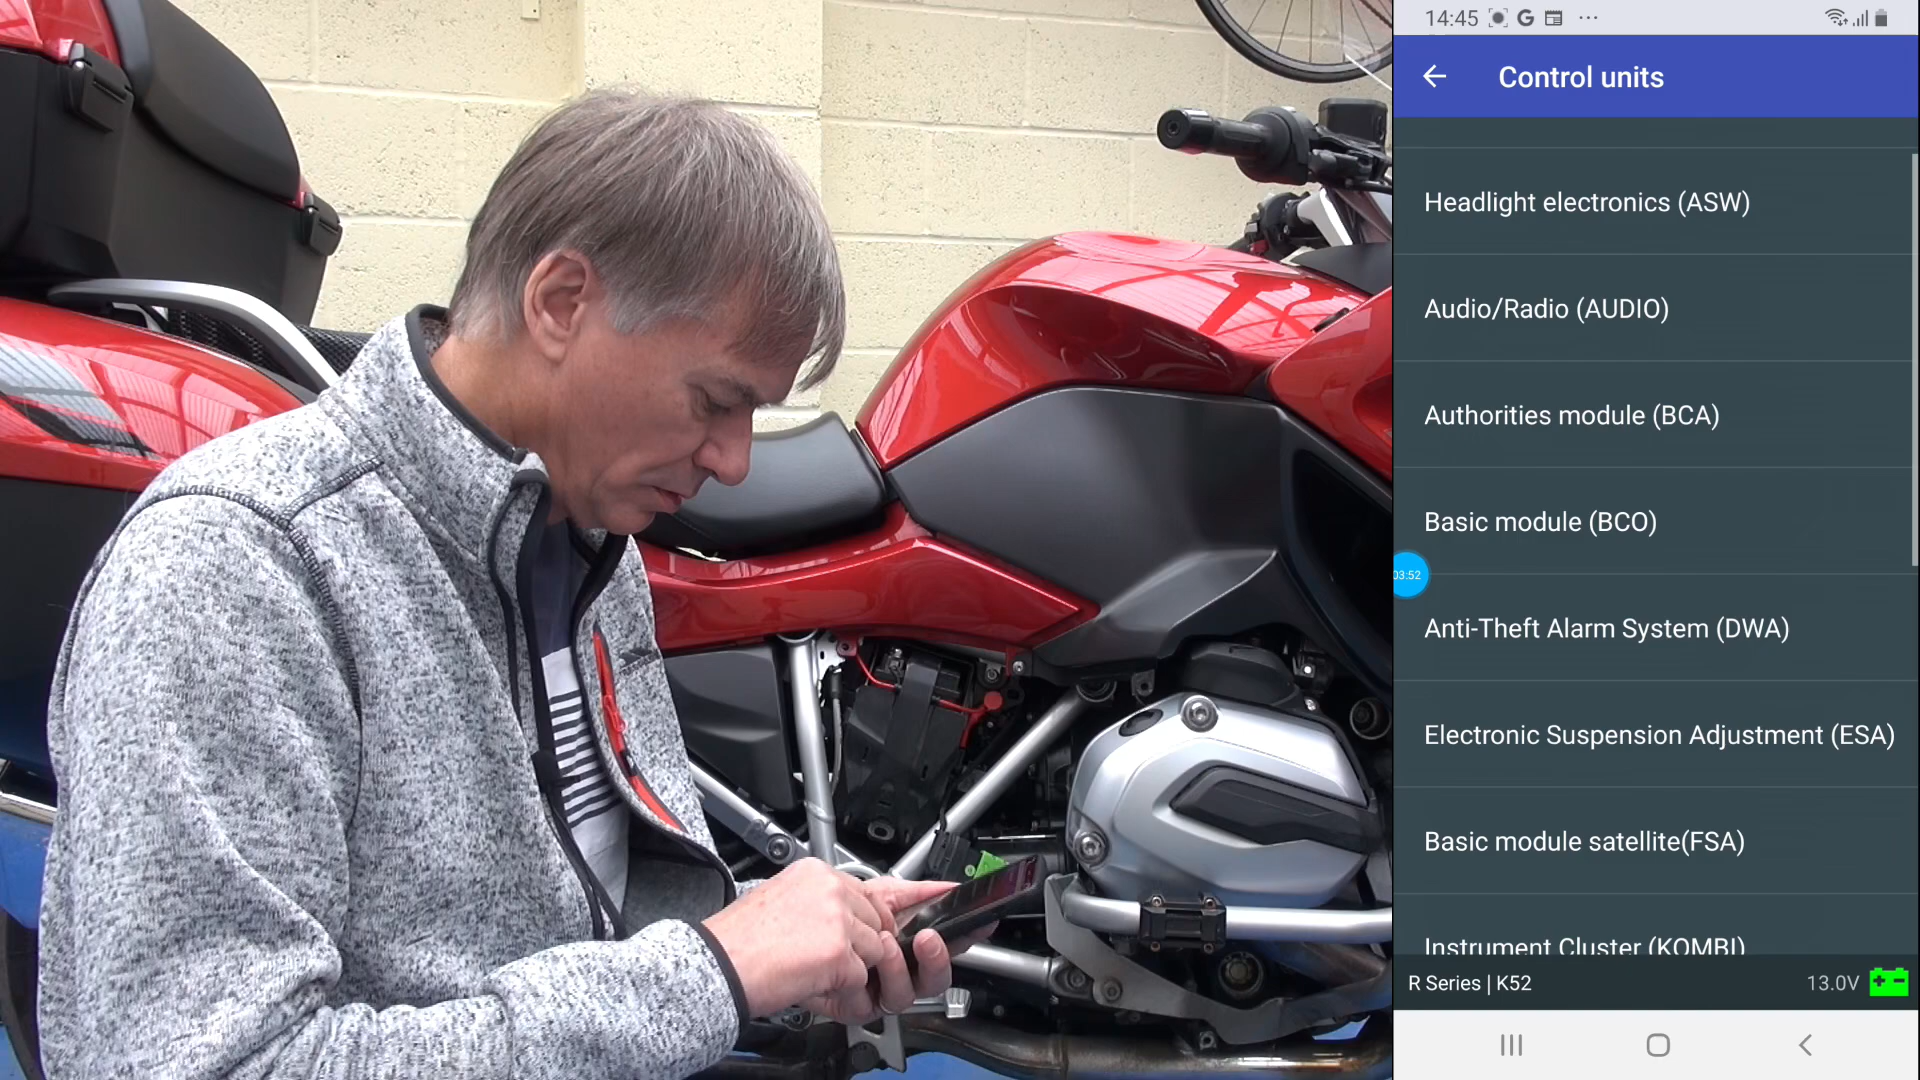 14:45
Control units
Headlight electronics (ASW)
Audio/Radio (AUDIO)
Authorities module (BCA)
Basic module (BCO)
03:52
Anti-Theft Alarm System (DWA)
Electronic Suspension Adjustment (ESA)
Basic module satellite(FSA)
Instrument Cluster (KOMBI)
R Series | K52 13.0V